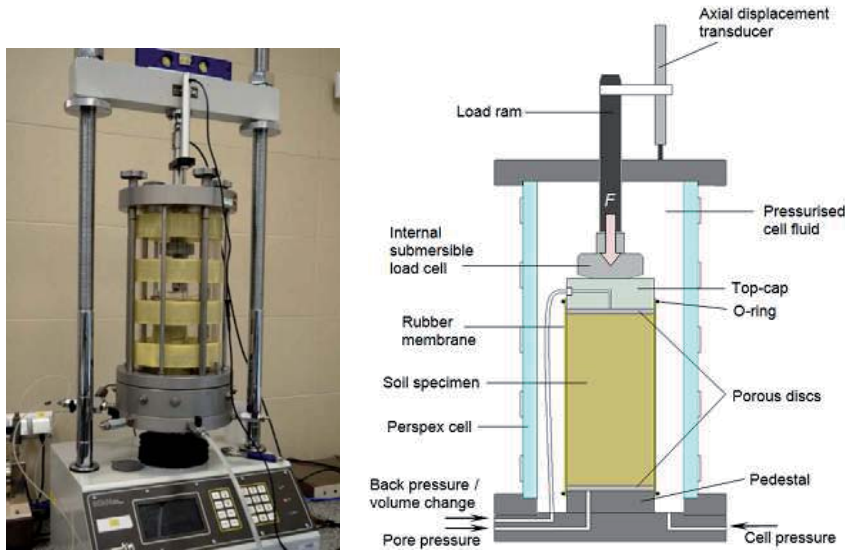 Axial displacement
transducer
Load ram
F
Internal
submersible
load cell
Pressurised
cell fluid
Top-cap
O-ring
Rubber
membrane
Soil specimen
Porous discs
Perspex cell
Back pressure /
volume change
Pedestal
Pore pressure
Cell pressure